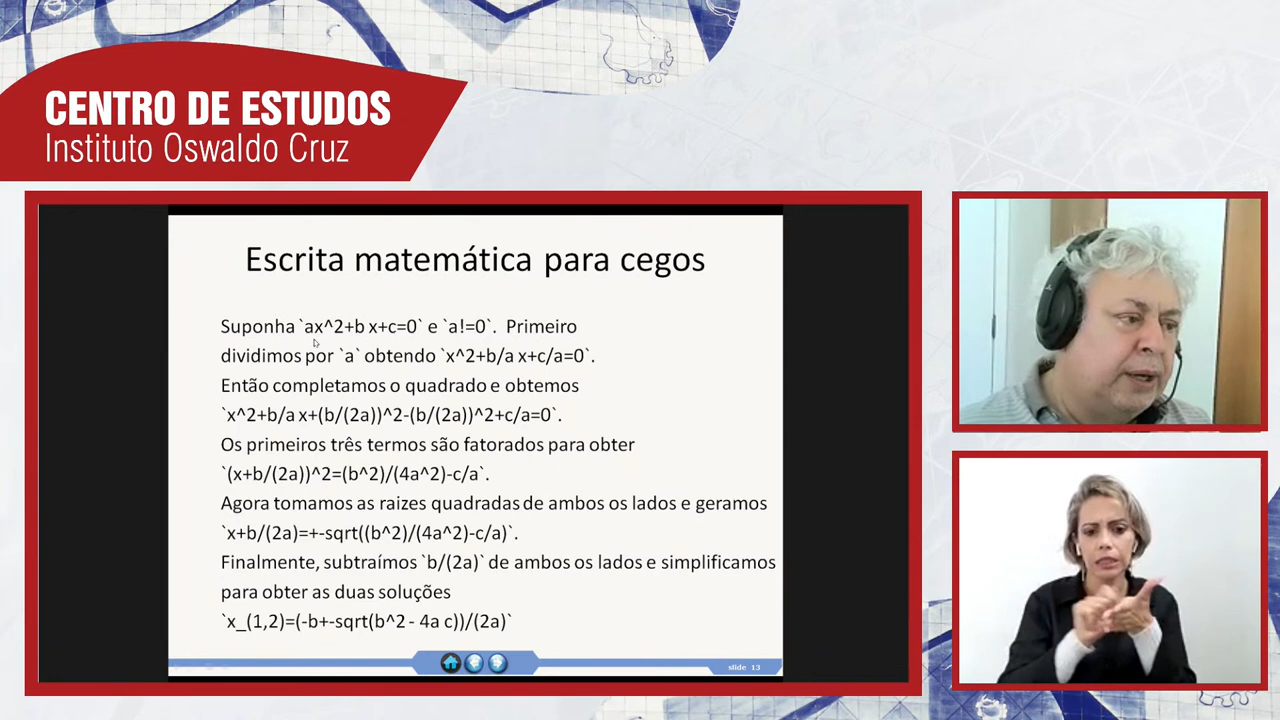 CENTRO DE ESTUDOS
Instituto Oswaldo Cruz
Escrita matemática para cegos
Suponha `ax^2+b x+c=0` e `a!=0`. Primeiro
dividimos por `a` obtendo `x^2+b/a x+c/a=0`.
Então completamos o quadrado e obtemos
`x^2+b/a x+(b/(2a))^2-(b/(2a))^2+c/a=0`.
Os primeiros três termos são fatorados para obter
`(x+b/(2a))^2=(b^2)/(4a^2)-c/a`.
Agora tomamos as raizes quadradas de ambos os lados e geramos
`x+b/(2a)=+-sqrt((b^2)/(4a^2)-c/a)`.
Finalmente, subtraímos `b/(2a)` de ambos os lados e simplificamos
para obter as duas soluções
`x_(1,2)=(-b+-sqrt(b^2 - 4a c))/(2a)`
slide 13